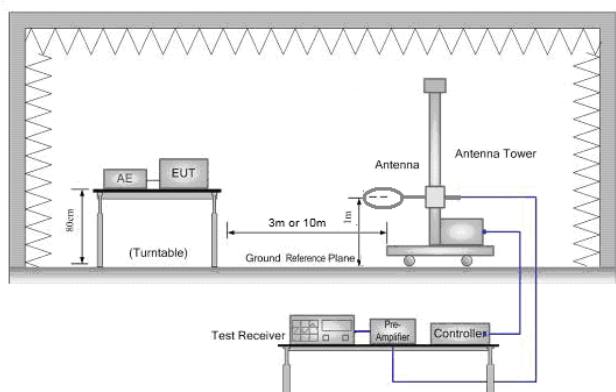 Antenna
Antenna Tower
AE
EUT
80cm
(Turntable)
3m or 10m
1m
Ground Reference Plane
Test Receiver
Pre-
Amplifier
Controller